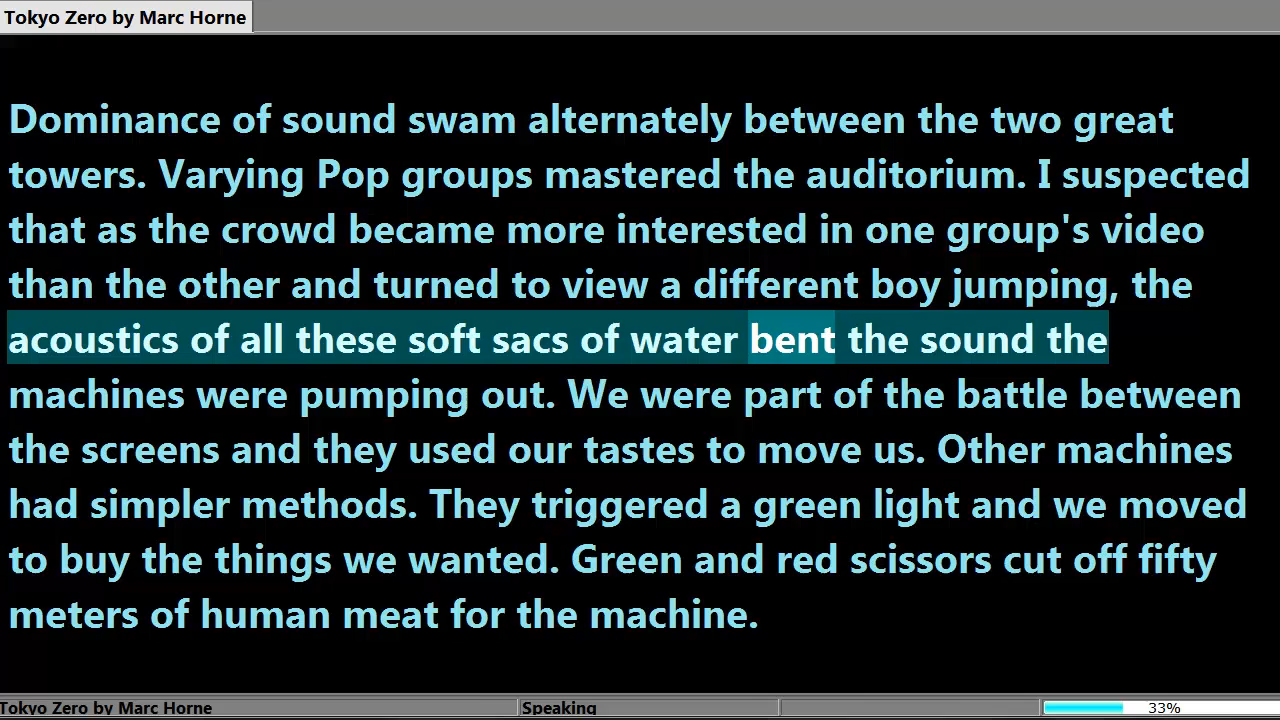 Tokyo Zero by Marc Horne
Dominance of sound swam alternately between the two great
towers. Varying Pop groups mastered the auditorium. I suspected
that as the crowd became more interested in one group's video
than the other and turned to view a different boy jumping, the
acoustics of all these soft sacs of water bent the sound the
machines were pumping out. We were part of the battle between
the screens and they used our tastes to move us. Other machines
had simpler methods. They triggered a green light and we moved
to buy the things we wanted. Green and red scissors cut off fifty
meters of human meat for the machine.
Tokyo Zero by Marc Horne Speaking 33%